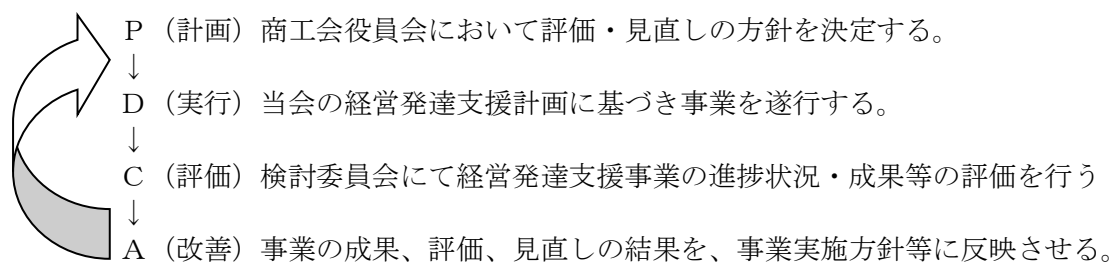 P（計画）商工会役員会において評価・見直しの方針を決定する。
↓
D（実行）当会の経営発達支援計画に基づき事業を遂行する。
↓
C（評価）検討委員会にて経営発達支援事業の進捗状況・成果等の評価を行う
↓
A（改善）事業の成果、評価、見直しの結果を、事業実施方針等に反映させる。